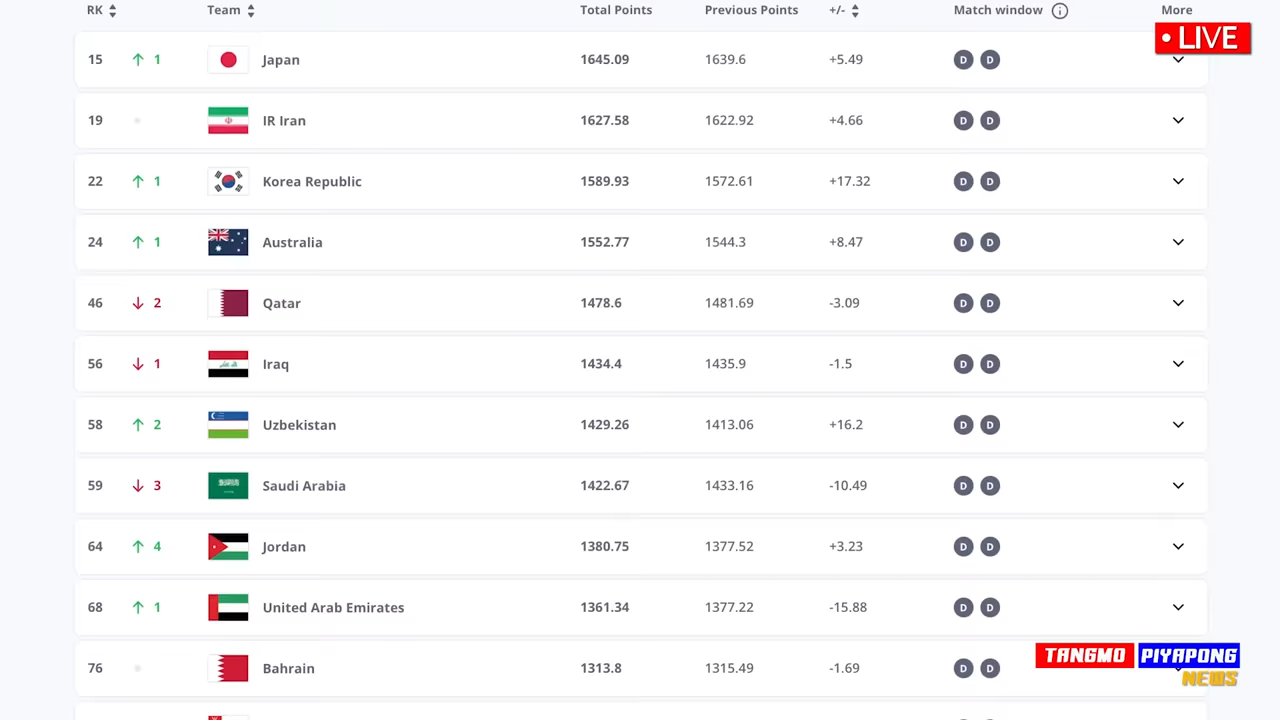 RK Team Total Points Previous Points +/- Match window More
• LIVE
15 1 Japan 1645.09 1639.6 +5.49 D D
19 IR Iran 1627.58 1622.92 +4.66 D D
22 1 Korea Republic 1589.93 1572.61 +17.32 D D
24 1 Australia 1552.77 1544.3 +8.47 D D
46 2 Qatar 1478.6 1481.69 -3.09 D D
56 1 Iraq 1434.4 1435.9 -1.5 D D
58 2 Uzbekistan 1429.26 1413.06 +16.2 D D
59 3 Saudi Arabia 1422.67 1433.16 -10.49 D D
64 4 Jordan 1380.75 1377.52 +3.23 D D
68 1 United Arab Emirates 1361.34 1377.22 -15.88 D D
76 Bahrain 1313.8 1315.49 -1.69 D D
TANGMO PIYAPONG
NEWS